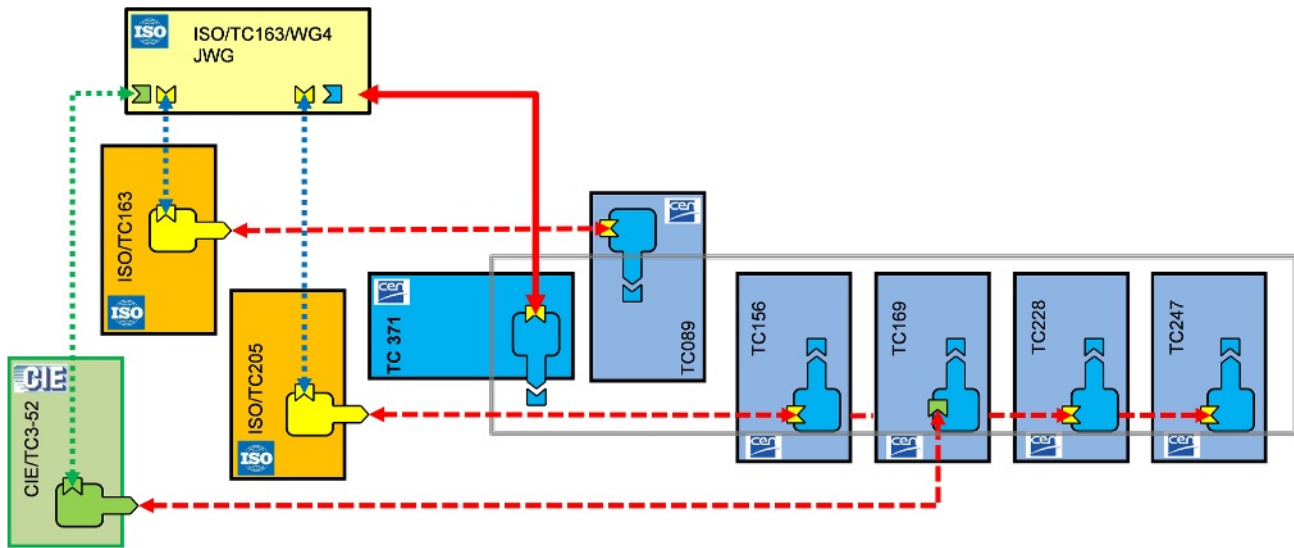 ISO
ISO/TC163/WG4
JWG
ISO/TC163
ISO
cen
TC089
cen
TC 371
ISO/TC205
ISO
TC156
cen
TC169
cen
TC228
cen
TC247
cen
CIE
CIE/TC3-52